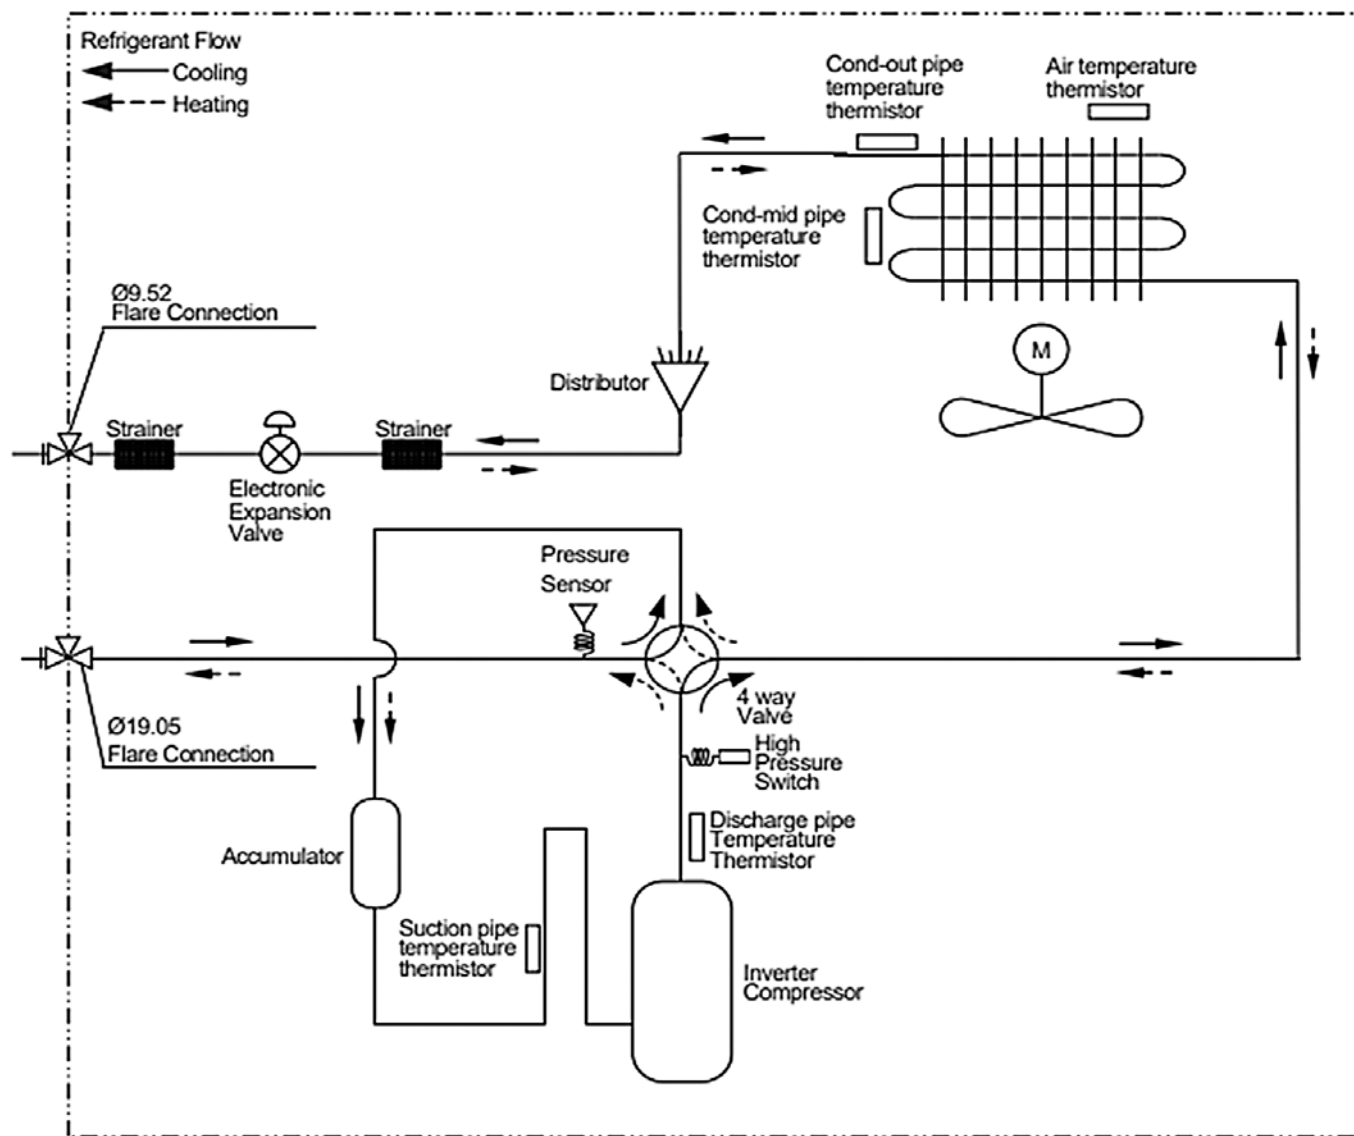 Refrigerant Flow
Cooling
Heating
Cond-out pipe
temperature
thermistor
Air temperature
thermistor
Cond-mid pipe
temperature
thermistor
Ø9.52
Flare Connection
M
Distributor
Strainer
Strainer
Electronic
Expansion
Valve
Pressure
Sensor
4 way
Valve
Ø19.05
Flare Connection
High
Pressure
Switch
Discharge pipe
Temperature
Thermistor
Accumulator
Suction pipe
temperature
thermistor
Inverter
Compressor